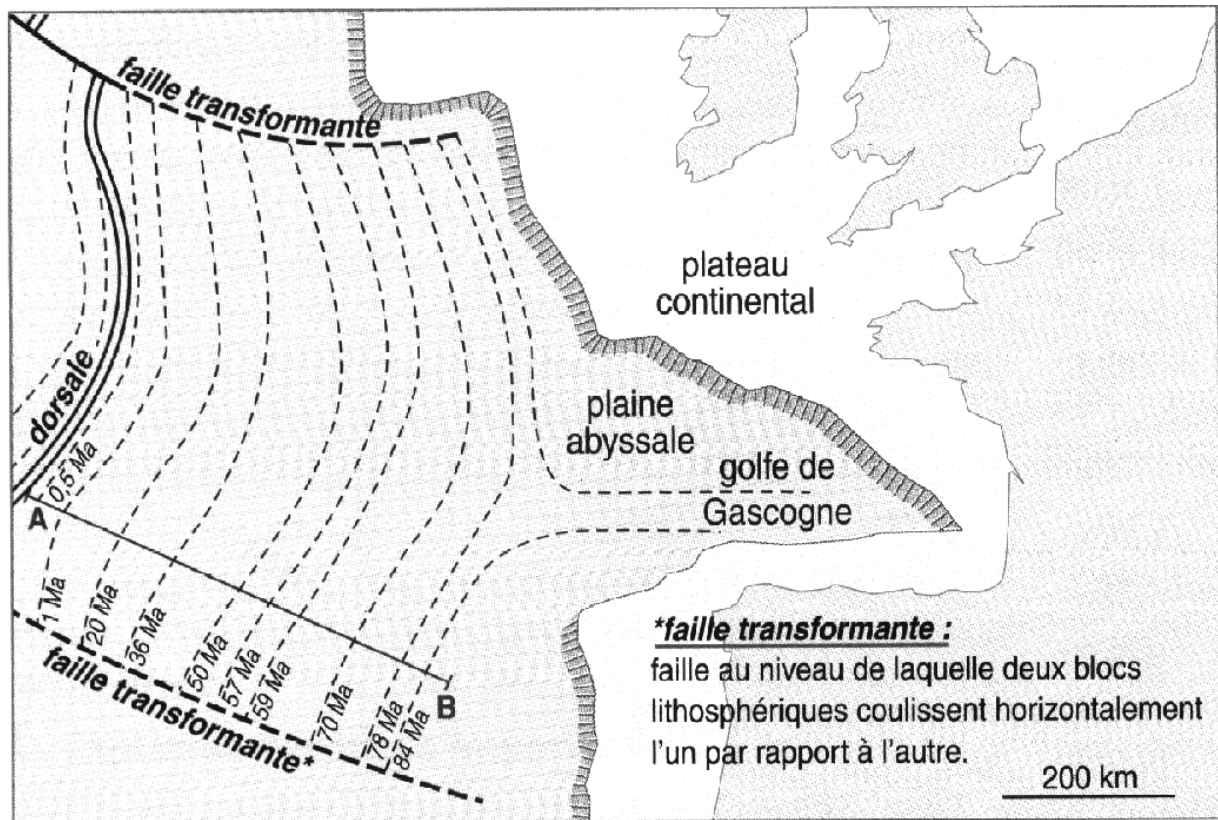 faille transformante
dorsale
plateau
continental
plaine
abyssale
golfe de
Gascogne
A
B
0,5 Ma
1 Ma
20 Ma
36 Ma
50 Ma
57 Ma
59 Ma
70 Ma
78 Ma
84 Ma
faille transformante*
*faille transformante :
faille au niveau de laquelle deux blocs
lithosphériques coulissent horizontalement
l'un par rapport à l'autre.
200 km